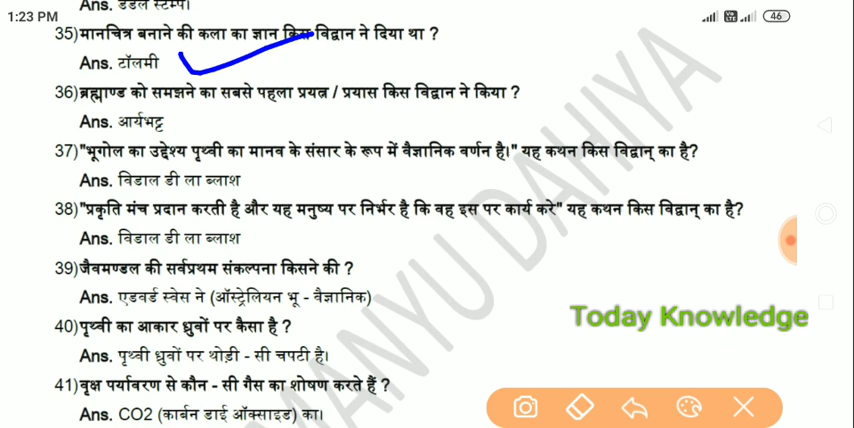 1:23 PM
46
Ans. डडल स्टम्प।
35)मानचित्र बनाने की कला का ज्ञान किस विद्वान ने दिया था ?
Ans. टॉलमी
36)ब्रह्माण्ड को समझने का सबसे पहला प्रयत्न / प्रयास किस विद्वान ने किया ?
Ans. आर्यभट्ट
37)"भूगोल का उद्देश्य पृथ्वी का मानव के संसार के रूप में वैज्ञानिक वर्णन है।" यह कथन किस विद्वान् का है?
Ans. विडाल डी ला ब्लाश
38)"प्रकृति मंच प्रदान करती है और यह मनुष्य पर निर्भर है कि वह इस पर कार्य करे" यह कथन किस विद्वान् का है?
Ans. विडाल डी ला ब्लाश
39)जैवमण्डल की सर्वप्रथम संकल्पना किसने की ?
Ans. एडवर्ड स्वेस ने (ऑस्ट्रेलियन भू - वैज्ञानिक)
Today Knowledge
40)पृथ्वी का आकार ध्रुवों पर कैसा है ?
Ans. पृथ्वी ध्रुवों पर थोड़ी - सी चपटी है।
41)वृक्ष पर्यावरण से कौन - सी गैस का शोषण करते हैं ?
Ans. CO2 (कार्बन डाई ऑक्साइड) का।
MANYU DAHIYA